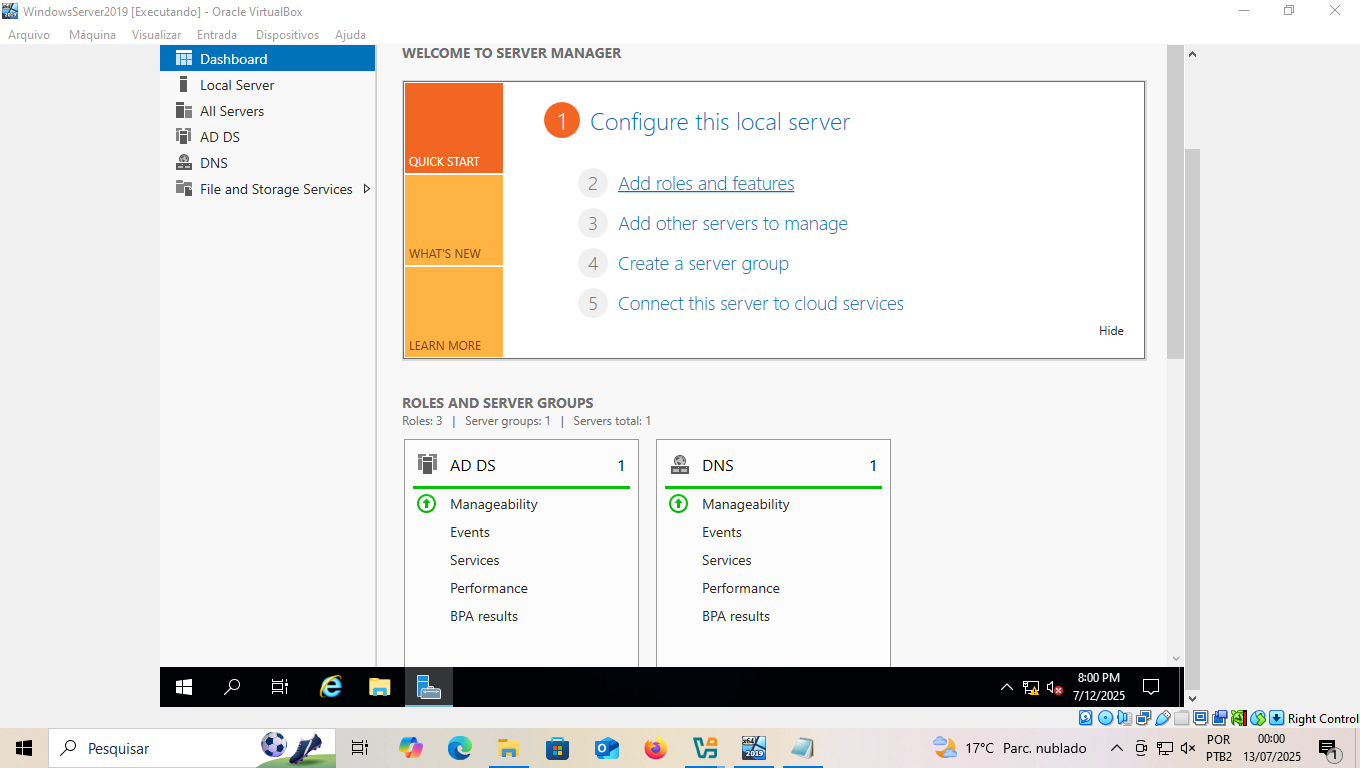 WindowsServer2019 [Executando] - Oracle VirtualBox
Arquivo Máquina Visualizar Entrada Dispositivos Ajuda
Dashboard
Local Server
All Servers
AD DS
DNS
File and Storage Services
WELCOME TO SERVER MANAGER
QUICK START
WHAT'S NEW
LEARN MORE
1 Configure this local server
2 Add roles and features
3 Add other servers to manage
4 Create a server group
5 Connect this server to cloud services
Hide
ROLES AND SERVER GROUPS
Roles: 3 | Server groups: 1 | Servers total: 1
AD DS 1
Manageability
Events
Services
Performance
BPA results
DNS 1
Manageability
Events
Services
Performance
BPA results
8:00 PM
7/12/2025
Right Control
Pesquisar
17°C Parc. nublado
POR
PTB2
00:00
13/07/2025
1